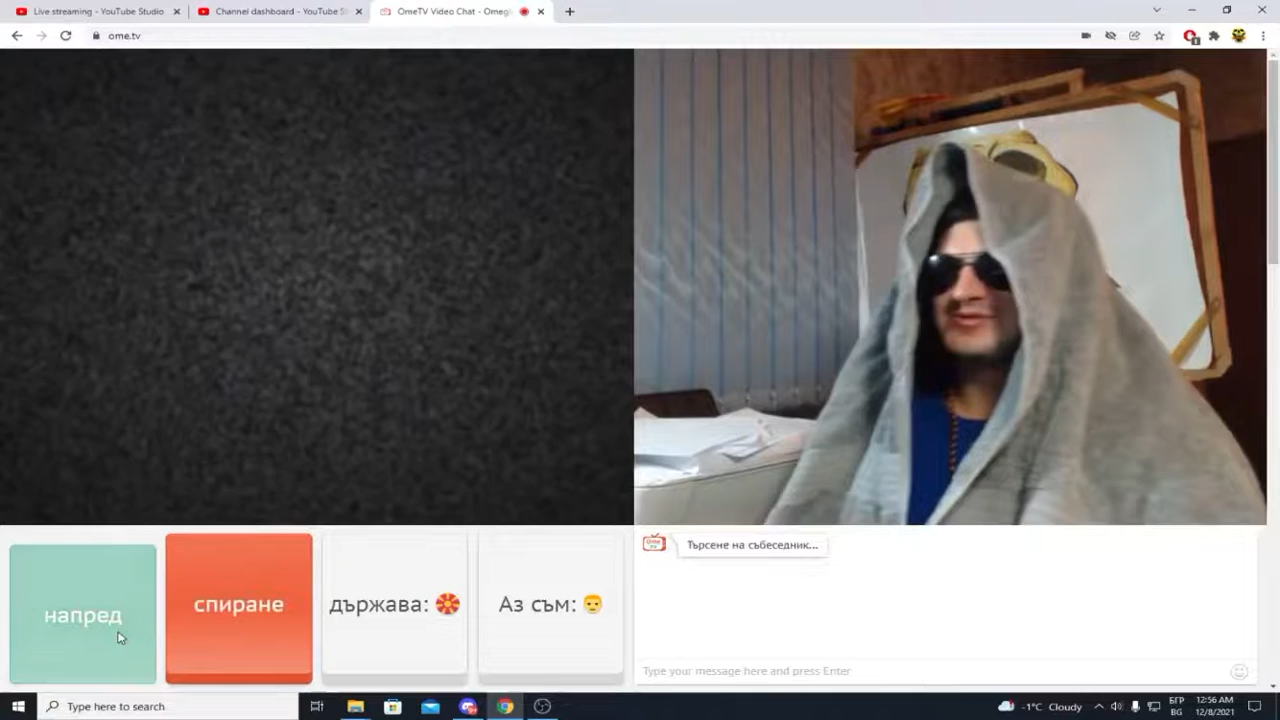 Live streaming - YouTube Studio
Channel dashboard - YouTube St
OmeTV Video Chat - Omegl
ome.tv
напред
спиране
държава:
Аз съм:
Търсене на събеседник...
Type your message here and press Enter
Type here to search
-1°C Cloudy
БГР
BG
12:56 AM
12/8/2021